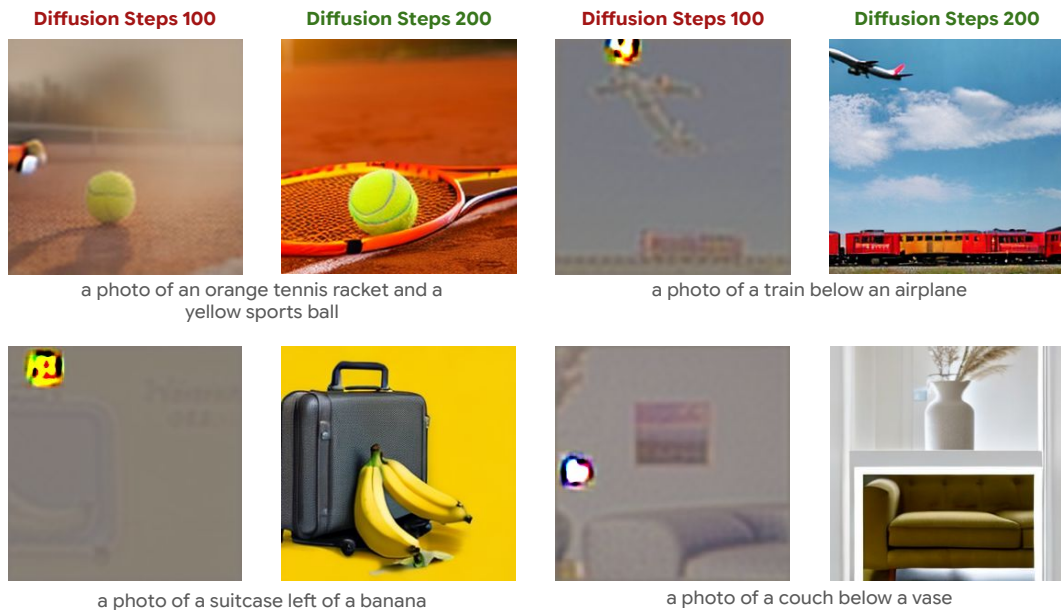 Diffusion Steps 100
Diffusion Steps 200
Diffusion Steps 100
Diffusion Steps 200
a photo of an orange tennis racket and a
yellow sports ball
a photo of a train below an airplane
a photo of a suitcase left of a banana
a photo of a couch below a vase